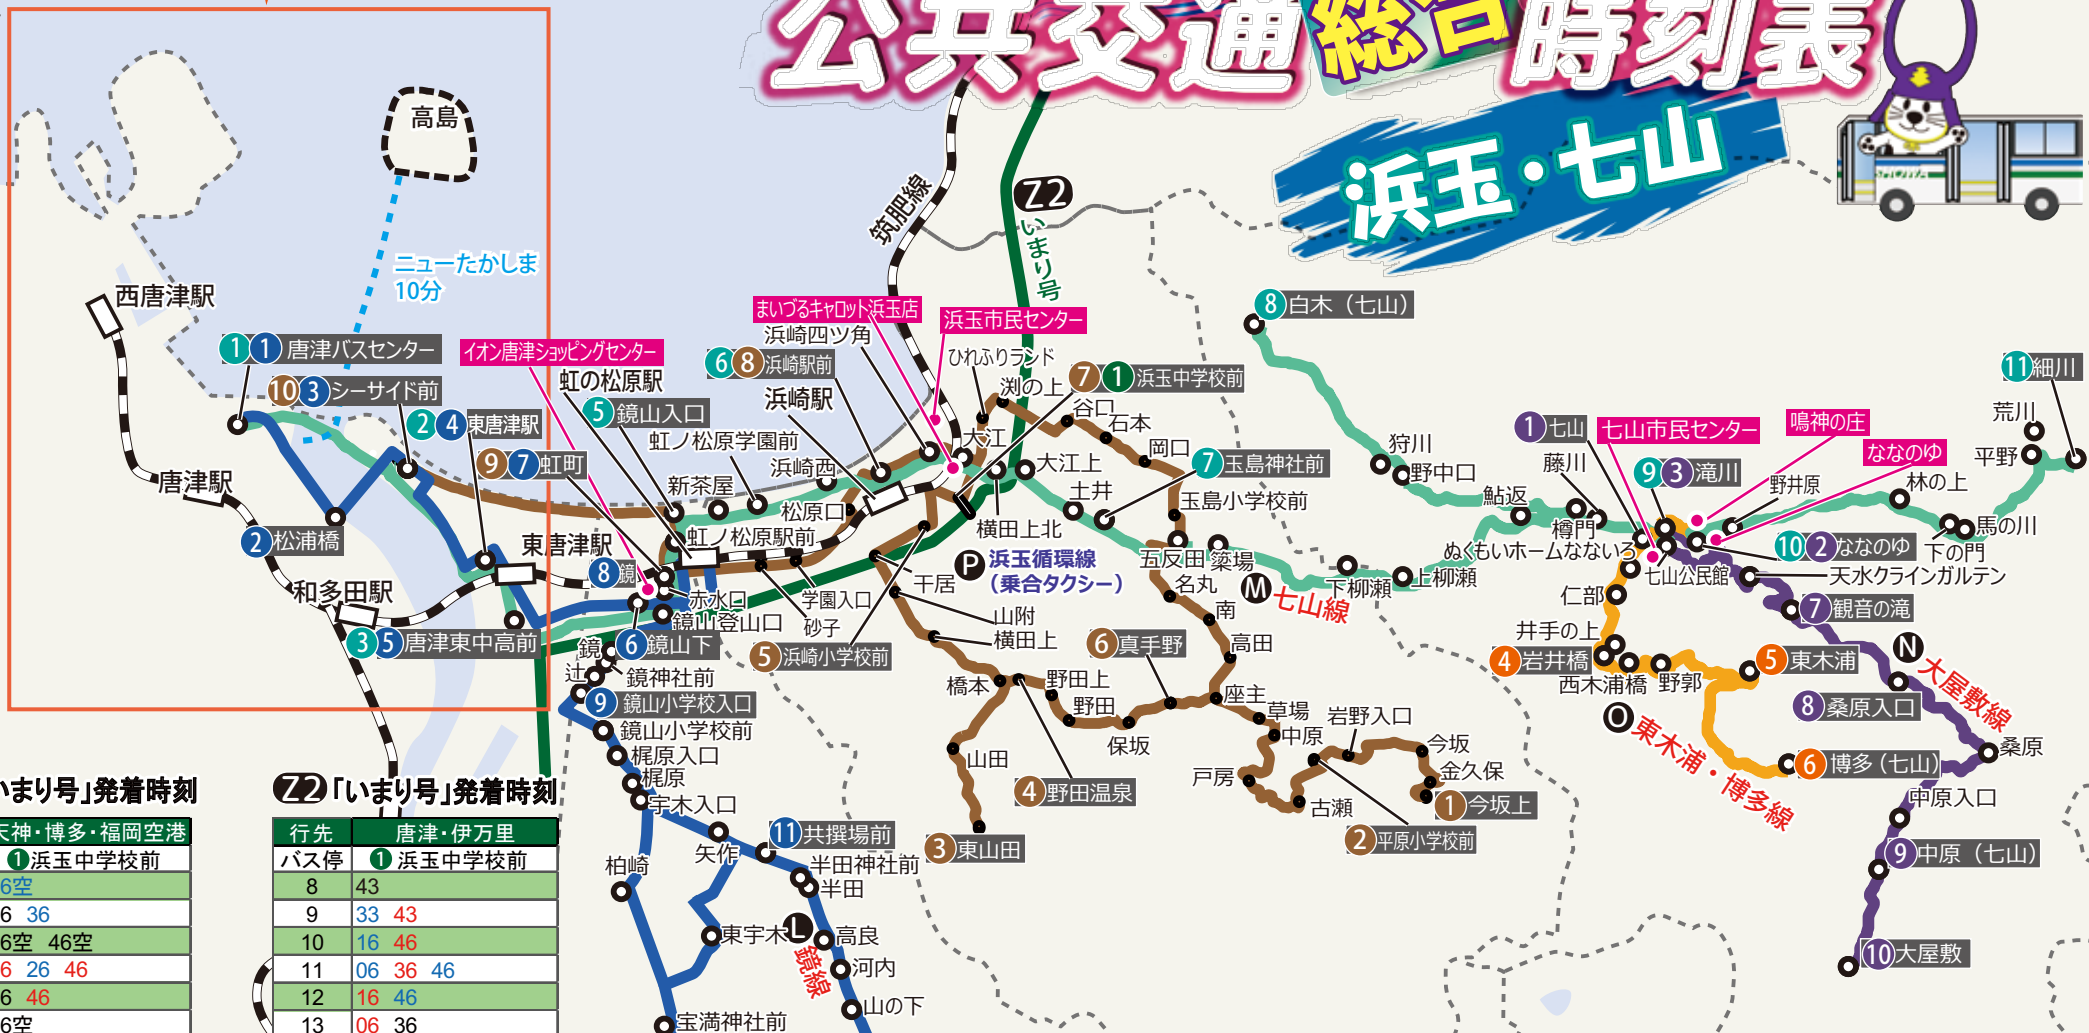 公共交通総合時刻表
浜玉・七山
SHOWA
高島
ニューたかしま
10分
筑肥線
Z2
いまり号
西唐津駅
唐津駅
和多田駅
東唐津駅
虹の松原駅
浜崎駅
1 1 唐津バスセンター
10 3 シーサイド前
2 4 東唐津駅
9 7 虹町
2 松浦橋
3 5 唐津東中高前
イオン唐津ショッピングセンター
まいづるキャロット浜玉店
浜玉市民センター
浜崎四ツ角
6 8 浜崎駅前
5 鏡山入口
虹ノ松原学園前
浜崎西
新茶屋
松原口
虹ノ松原駅前
8 鏡
赤水口
鏡山登山口
6 鏡山下
学園入口
砂子
5 浜崎小学校前
ひれふりランド
渕の上
7 1 浜玉中学校前
谷口
石本
岡口
大江
大江上
7 玉島神社前
土井
玉島小学校前
横田上北
P 浜玉循環線
（乗合タクシー）
干居
山附
横田上
五反田
簗場
名丸
M 七山線
下柳瀬
上柳瀬
南
高田
6 真手野
橋本
野田上
野田
保坂
座主
草場
中原
岩野入口
今坂
金久保
1 今坂上
戸房
古瀬
2 平原小学校前
山田
4 野田温泉
3 東山田
8 白木（七山）
狩川
野中口
鮎返
樽門
藤川
1 七山
七山市民センター
鳴神の庄
ななのゆ
9 3 滝川
野井原
林の上
11 細川
荒川
平野
馬の川
下の門
10 2 ななのゆ
ぬくもいホームなないろ
七山公民館
天水クラインガルテン
仁部
7 観音の滝
井手の上
4 岩井橋
西木浦橋
野郭
5 東木浦
N 大屋敷線
8 桑原入口
O 東木浦・博多線
6 博多（七山）
桑原
中原入口
9 中原（七山）
10 大屋敷
鏡
辻
鏡神社前
9 鏡山小学校入口
鏡山小学校前
梶原入口
梶原
宇木入口
矢作
11 共撰場前
半田神社前
半田
柏崎
東宇木
L 鏡線
高良
河内
山の下
宝満神社前
いまり号」発着時刻
天神・博多・福岡空港
1 浜玉中学校前
6空
6 36
6空 46空
6 26 46
6 46
6空
Z2「いまり号」発着時刻
行先 唐津・伊万里
バス停 1 浜玉中学校前
8 43
9 33 43
10 16 46
11 06 36 46
12 16 46
13 06 36